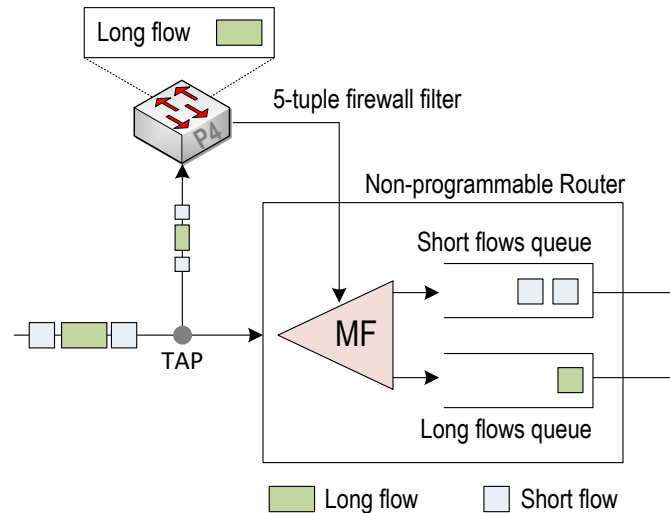 Long flow
5-tuple firewall filter
P4
Non-programmable Router
Short flows queue
MF
TAP
Long flows queue
Long flow
Short flow